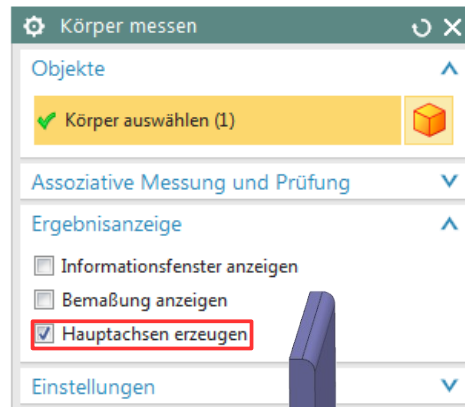 Körper messen
Objekte
Körper auswählen (1)
Assoziative Messung und Prüfung
Ergebnisanzeige
Informationsfenster anzeigen
Bemaßung anzeigen
Hauptachsen erzeugen
Einstellungen